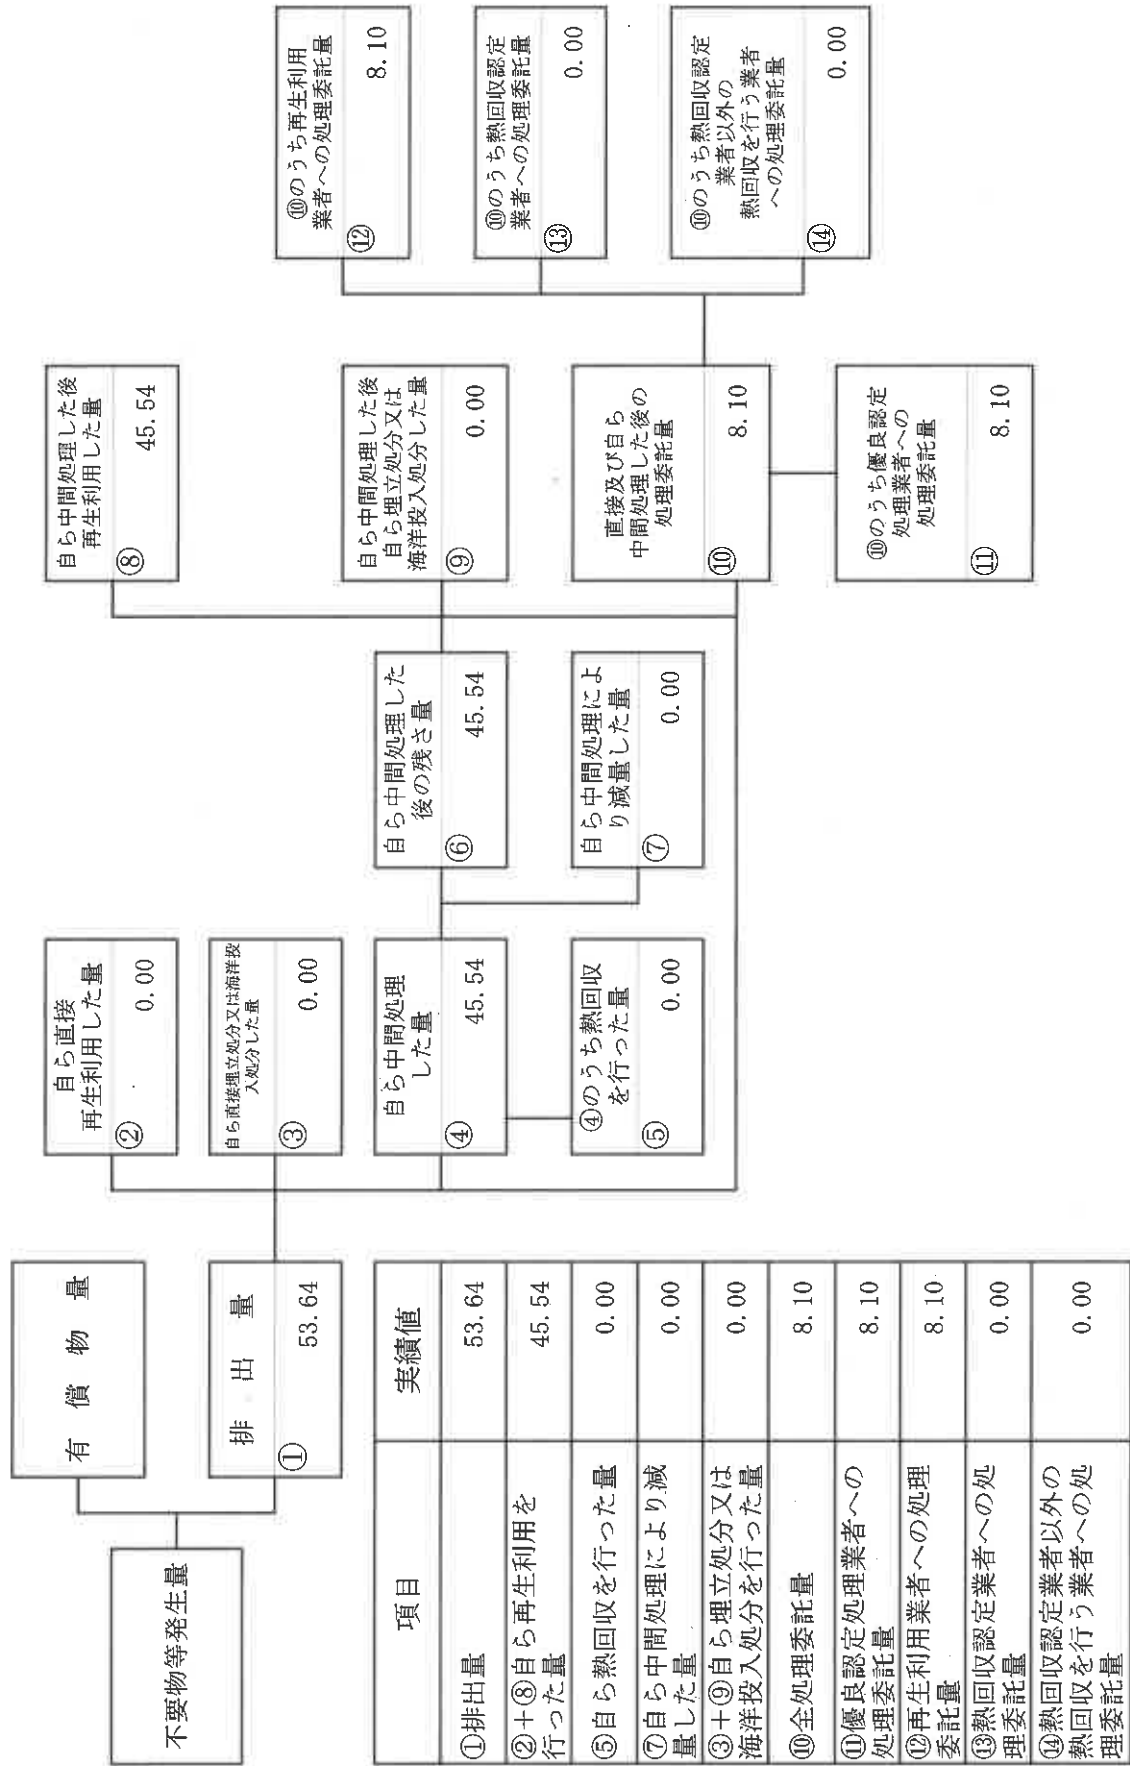 不要物等発生量
有償物量
排出量
①
53.64
自ら直接
再生利用した量
②
0.00
自ら直接埋立処分又は海洋投
入処分した量
③
0.00
自ら中間処理
した量
④
45.54
④のうち熱回収
を行った量
⑤
0.00
自ら中間処理した
後の残さ量
⑥
45.54
自ら中間処理によ
り減量した量
⑦
0.00
自ら中間処理した後
再生利用した量
⑧
45.54
自ら中間処理した後
自ら埋立処分又は
海洋投入処分した量
⑨
0.00
直接及び自ら
中間処理した後の
処理委託量
⑩
8.10
⑩のうち優良認定
処理業者への
処理委託量
⑪
8.10
⑩のうち再生利用
業者への処理委託量
⑫
8.10
⑩のうち熱回収認定
業者への処理委託量
⑬
0.00
⑩のうち熱回収認定
業者以外の
熱回収を行う業者
への処理委託量
⑭
0.00
項目 実績値
①排出量 53.64
②+⑧自ら再生利用を
行った量 45.54
⑤自ら熱回収を行った量 0.00
⑦自ら中間処理により減
量した量 0.00
③+⑨自ら埋立処分又は
海洋投入処分を行った量 0.00
⑩全処理委託量 8.10
⑪優良認定処理業者への
処理委託量 8.10
⑫再生利用業者への処理
委託量 8.10
⑬熱回収認定業者への処
理委託量 0.00
⑭熱回収認定業者以外の
熱回収を行う業者への処
理委託量 0.00